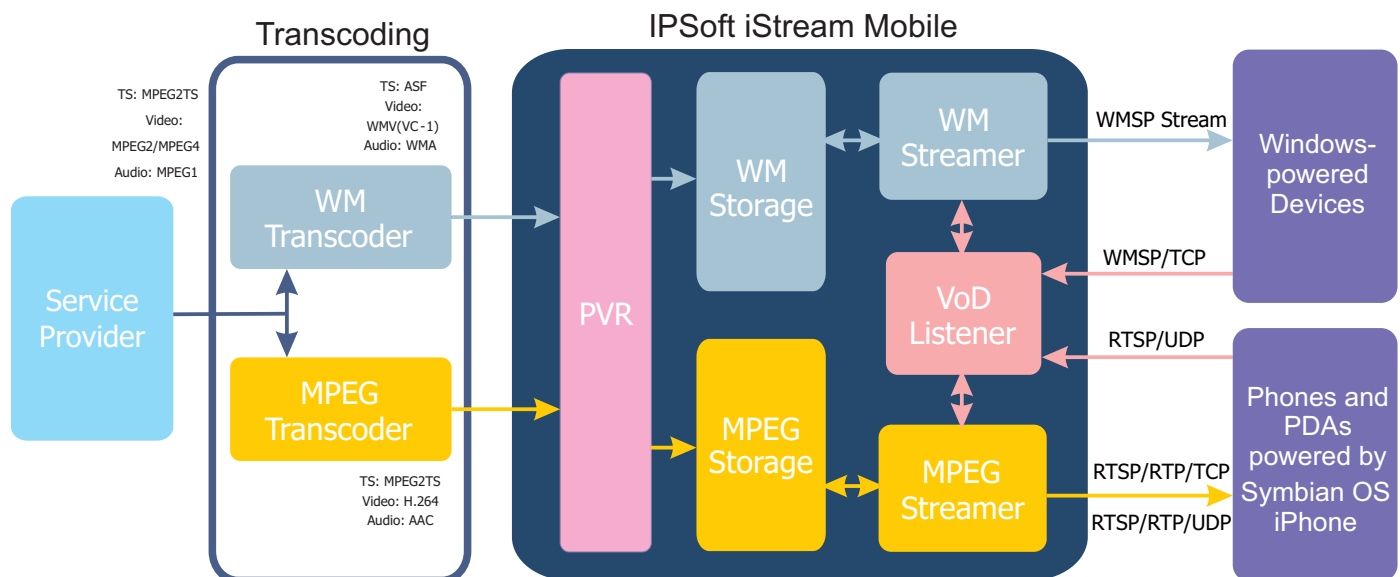 Transcoding
IPSoft iStream Mobile
TS: MPEG2TS
Video:
MPEG2/MPEG4
Audio: MPEG1
TS: ASF
Video:
WMV(VC-1)
Audio: WMA
Service
Provider
WM
Transcoder
MPEG
Transcoder
TS: MPEG2TS
Video: H.264
Audio: AAC
PVR
WM
Storage
MPEG
Storage
WM
Streamer
VoD
Listener
MPEG
Streamer
WMSP Stream
WMSP/TCP
RTSP/UDP
RTSP/RTP/TCP
RTSP/RTP/UDP
Windows-
powered
Devices
Phones and
PDAs
powered by
Symbian OS
iPhone